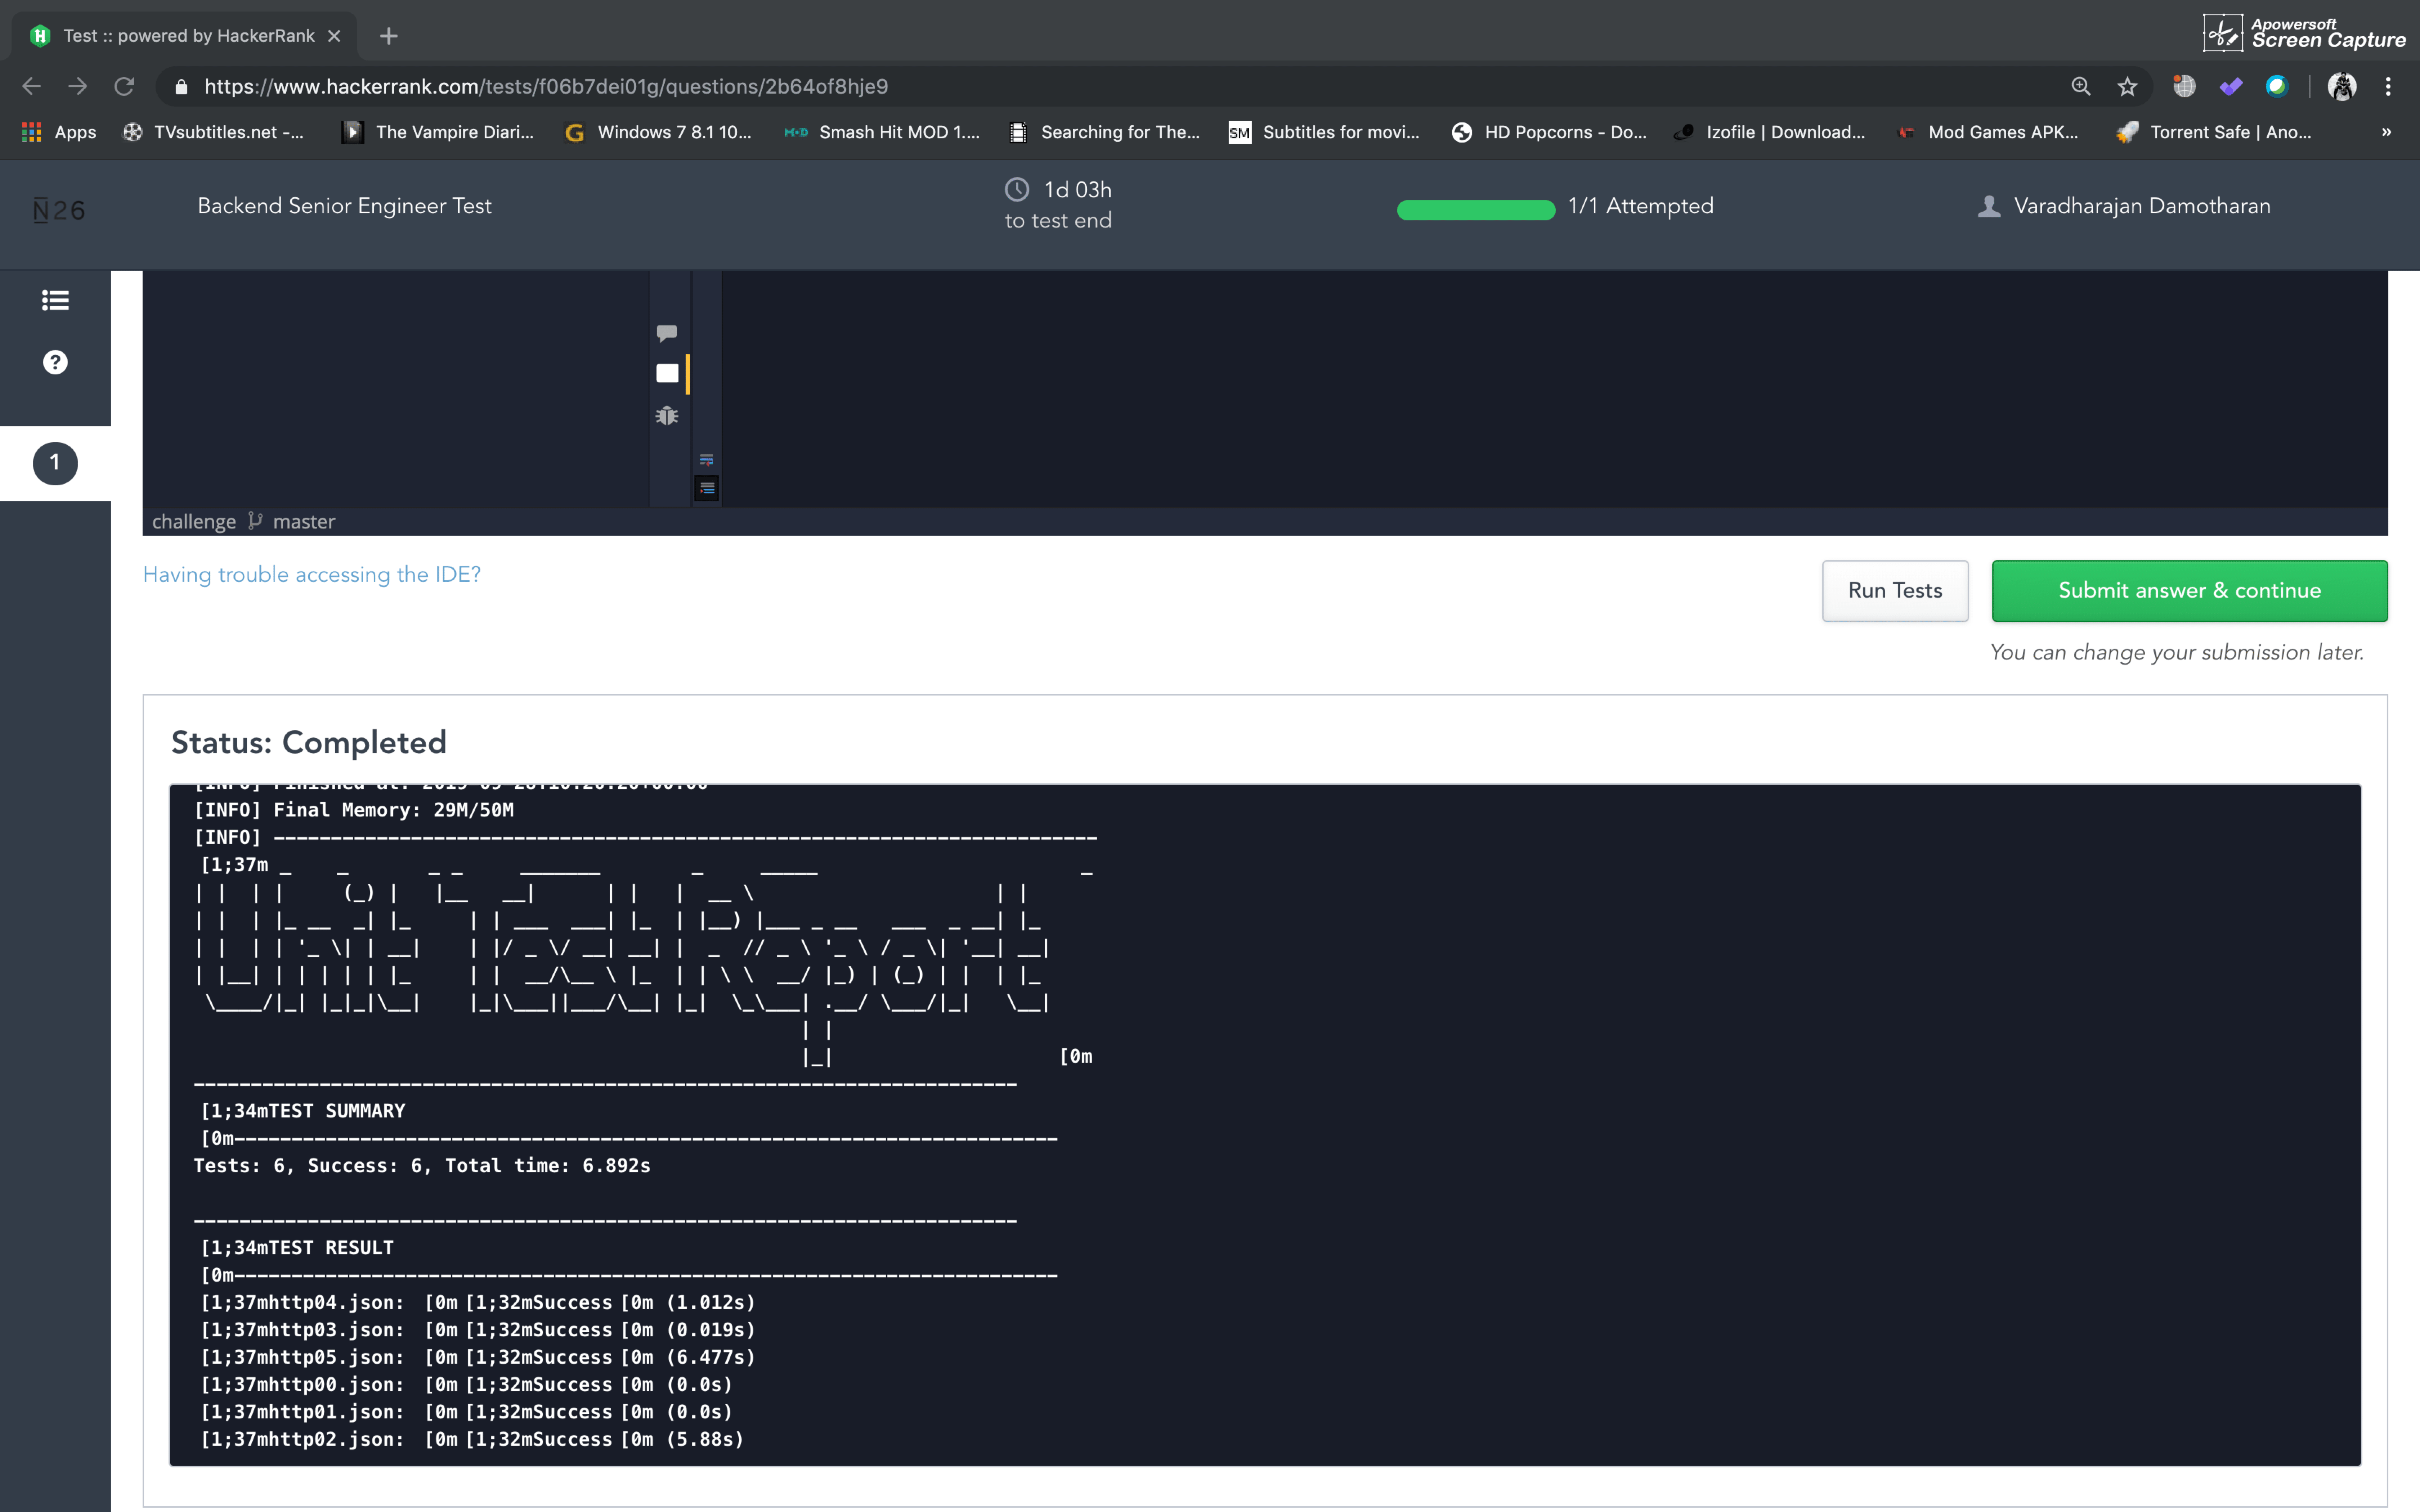 Test :: powered by HackerRank
Apowersoft
Screen Capture
https://www.hackerrank.com/tests/f06b7dei01g/questions/2b64of8hje9
Apps
TVsubtitles.net -...
The Vampire Diari...
Windows 7 8.1 10...
Smash Hit MOD 1....
Searching for The...
SM
Subtitles for movi...
HD Popcorns - Do...
Izofile | Download...
Mod Games APK...
Torrent Safe | Ano...
»
N26
Backend Senior Engineer Test
1d 03h
to test end
1/1 Attempted
Varadharajan Damotharan
1
challenge
master
Having trouble accessing the IDE?
Run Tests
Submit answer & continue
You can change your submission later.
Status: Completed
[INFO] Final Memory: 29M/50M
[INFO] ------------------------------------------------------------------------
[1;37m
Unit Test Report
[0m
------------------------------------------------------------------------
[1;34mTEST SUMMARY
[0m------------------------------------------------------------------------
Tests: 6, Success: 6, Total time: 6.892s
------------------------------------------------------------------------
[1;34mTEST RESULT
[0m------------------------------------------------------------------------
[1;37mhttp04.json: [0m [1;32mSuccess [0m (1.012s)
[1;37mhttp03.json: [0m [1;32mSuccess [0m (0.019s)
[1;37mhttp05.json: [0m [1;32mSuccess [0m (6.477s)
[1;37mhttp00.json: [0m [1;32mSuccess [0m (0.0s)
[1;37mhttp01.json: [0m [1;32mSuccess [0m (0.0s)
[1;37mhttp02.json: [0m [1;32mSuccess [0m (5.88s)